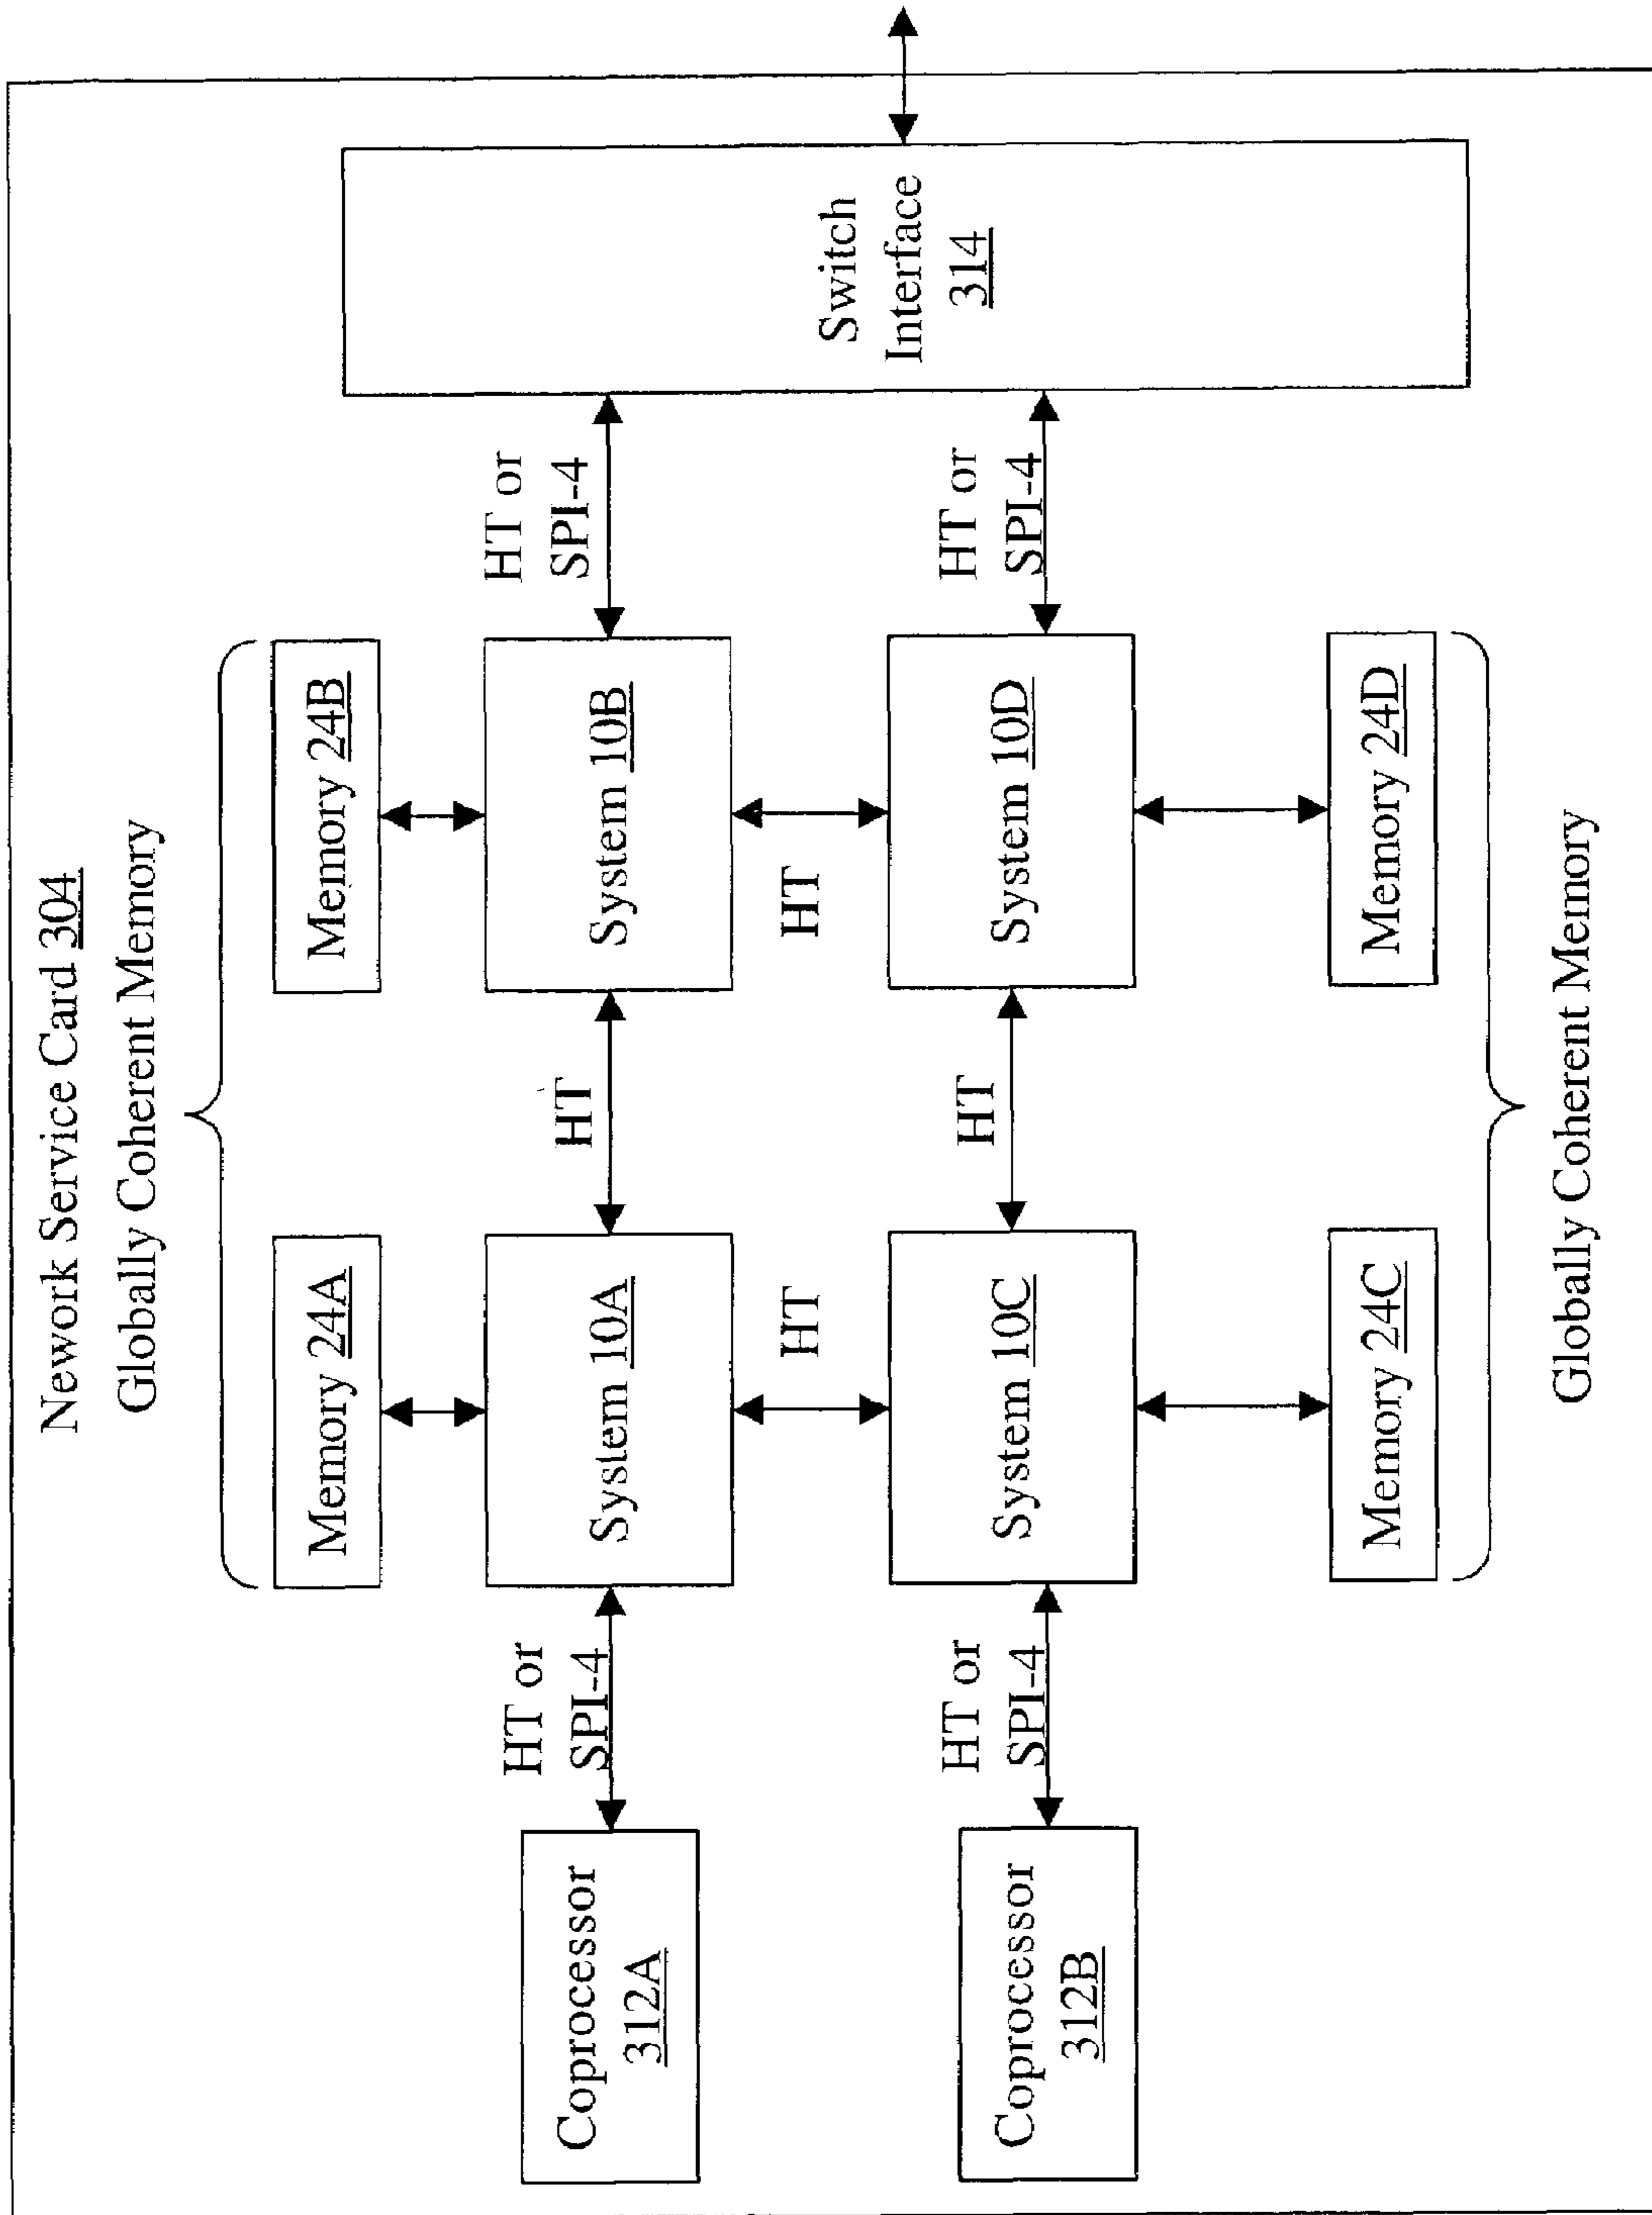 Nework Service Card 304
Globally Coherent Memory
Memory 24A
Memory 24B
Coprocessor
312A
HT or
SPI-4
System 10A
HT
System 10B
HT or
SPI-4
Switch
Interface
314
HT
HT
Coprocessor
312B
HT or
SPI-4
System 10C
HT
System 10D
HT or
SPI-4
Memory 24C
Memory 24D
Globally Coherent Memory